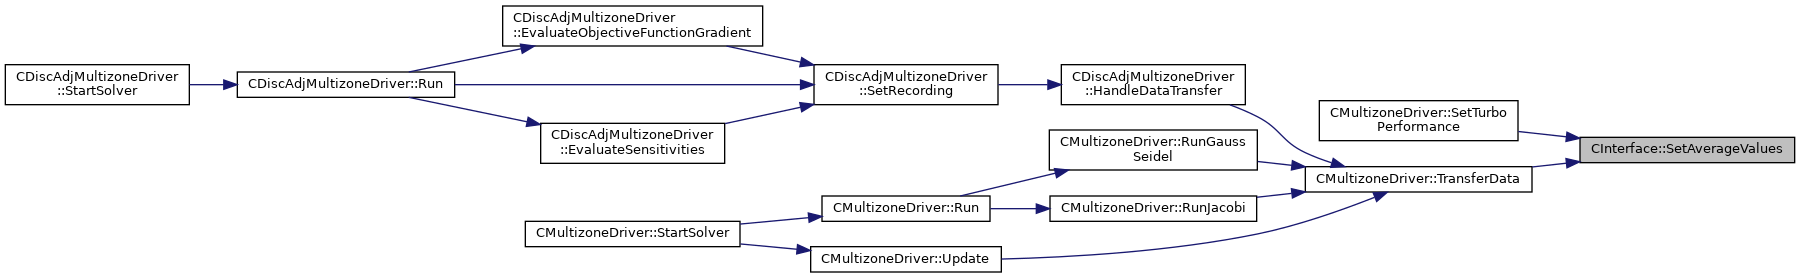 CDiscAdjMultizoneDriver
::StartSolver
CDiscAdjMultizoneDriver::Run
CDiscAdjMultizoneDriver
::EvaluateObjectiveFunctionGradient
CDiscAdjMultizoneDriver
::EvaluateSensitivities
CDiscAdjMultizoneDriver
::SetRecording
CDiscAdjMultizoneDriver
::HandleDataTransfer
CMultizoneDriver::StartSolver
CMultizoneDriver::Run
CMultizoneDriver::Update
CMultizoneDriver::RunGauss
Seidel
CMultizoneDriver::RunJacobi
CMultizoneDriver::SetTurbo
Performance
CMultizoneDriver::TransferData
CInterface::SetAverageValues